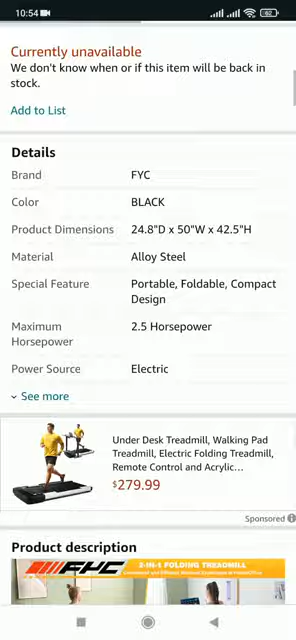 10:54
62
Currently unavailable
We don't know when or if this item will be back in
stock.
Add to List
Details
Brand FYC
Color BLACK
Product Dimensions 24.8"D x 50"W x 42.5"H
Material Alloy Steel
Special Feature Portable, Foldable, Compact
Design
Maximum
Horsepower 2.5 Horsepower
Power Source Electric
See more
Under Desk Treadmill, Walking Pad
Treadmill, Electric Folding Treadmill,
Remote Control and Acrylic...
$279.99
Sponsored
Product description
FYC 2-IN-1 FOLDING TREADMILL